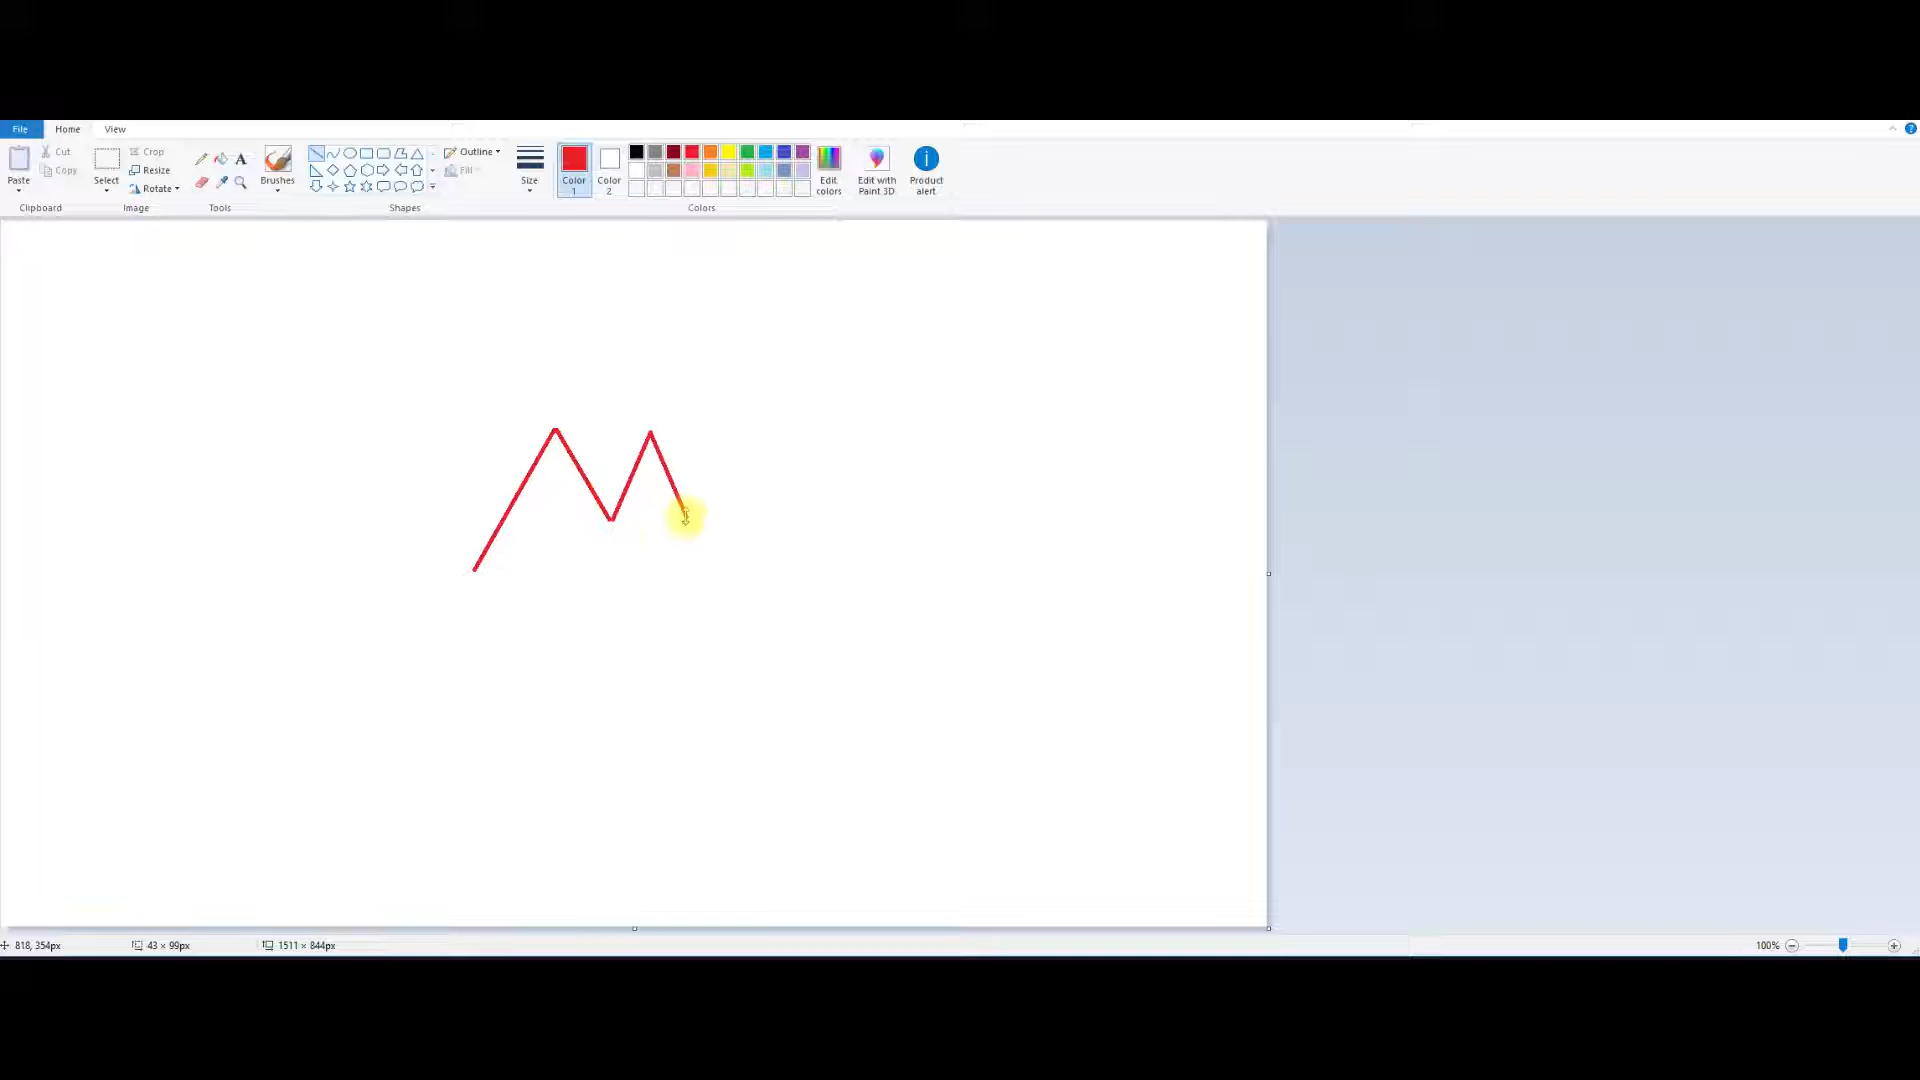 File Home View
Paste Cut Copy Select Crop Resize Rotate A Brushes Outline Fill Size Color 1 Color 2 Edit colors Edit with Paint 3D Product alert
Clipboard Image Tools Shapes Colors
818, 354px 43 × 99px 1511 × 844px 100%